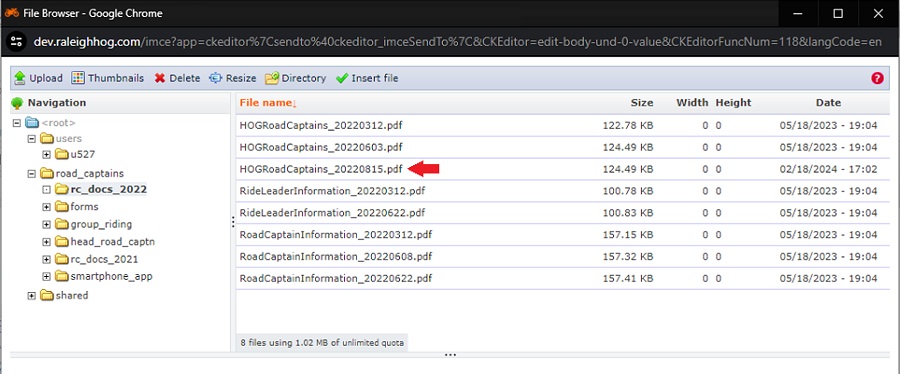 File Browser - Google Chrome
dev.raleighhog.com/imce?app=ckeditor%7Csendto%40ckeditor_imceSendTo%7C&CKEditor=edit-body-und-0-value&CKEditorFuncNum=118&langCode=en
Upload Thumbnails Delete Resize Directory Insert file ?
Navigation
<root>
users
u527
road_captains
rc_docs_2022
forms
group_riding
head_road_captn
rc_docs_2021
smartphone_app
shared
File name↓ Size Width Height Date
HOGRoadCaptains_20220312.pdf 122.78 KB 0 0 05/18/2023 - 19:04
HOGRoadCaptains_20220603.pdf 124.49 KB 0 0 05/18/2023 - 19:04
HOGRoadCaptains_20220815.pdf 124.49 KB 0 0 02/18/2024 - 17:02
RideLeaderInformation_20220312.pdf 100.78 KB 0 0 05/18/2023 - 19:04
RideLeaderInformation_20220622.pdf 100.83 KB 0 0 05/18/2023 - 19:04
RoadCaptainInformation_20220312.pdf 157.15 KB 0 0 05/18/2023 - 19:04
RoadCaptainInformation_20220608.pdf 157.32 KB 0 0 05/18/2023 - 19:04
RoadCaptainInformation_20220622.pdf 157.41 KB 0 0 05/18/2023 - 19:04
8 files using 1.02 MB of unlimited quota